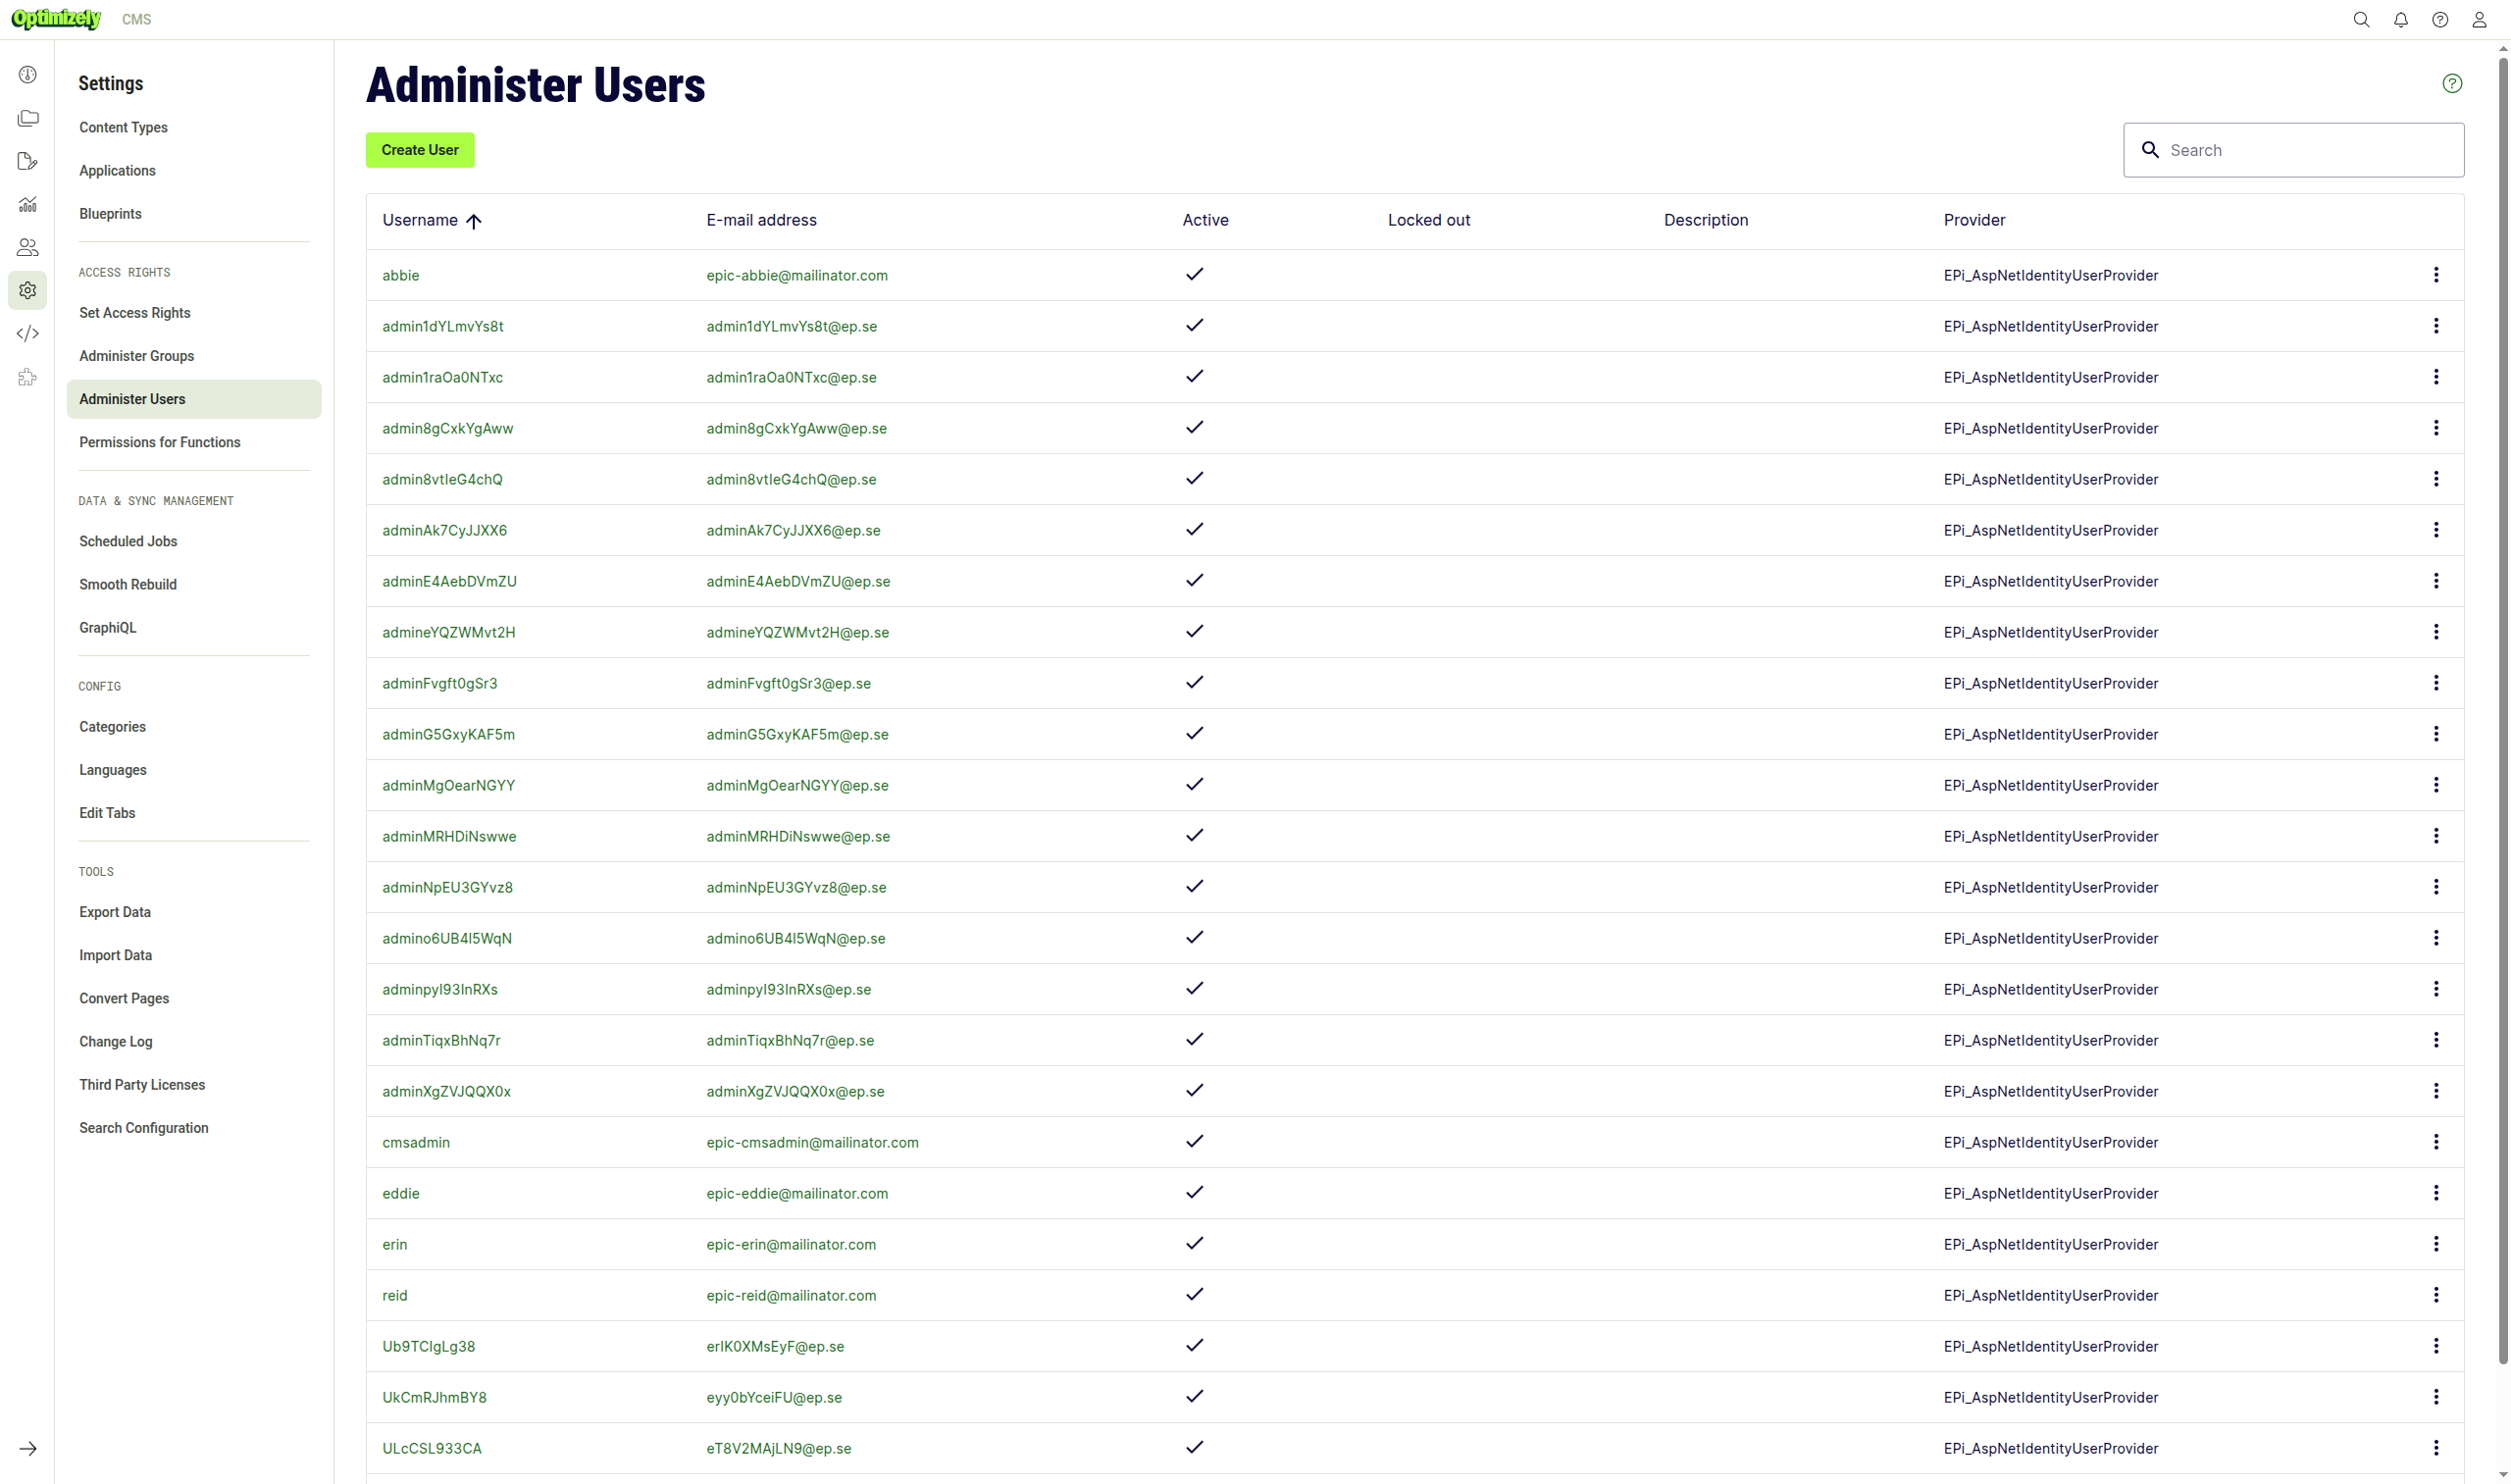 Optimizely CMS
Settings
Content Types
Applications
Blueprints
ACCESS RIGHTS
Set Access Rights
Administer Groups
Administer Users
Permissions for Functions
DATA & SYNC MANAGEMENT
Scheduled Jobs
Smooth Rebuild
GraphiQL
CONFIG
Categories
Languages
Edit Tabs
TOOLS
Export Data
Import Data
Convert Pages
Change Log
Third Party Licenses
Search Configuration
Administer Users
Create User
Search
Username E-mail address Active Locked out Description Provider
abbie epic-abbie@mailinator.com EPi_AspNetIdentityUserProvider
admin1dYLmvYs8t admin1dYLmvYs8t@ep.se EPi_AspNetIdentityUserProvider
admin1raOa0NTxc admin1raOa0NTxc@ep.se EPi_AspNetIdentityUserProvider
admin8gCxkYgAww admin8gCxkYgAww@ep.se EPi_AspNetIdentityUserProvider
admin8vtIeG4chQ admin8vtIeG4chQ@ep.se EPi_AspNetIdentityUserProvider
adminAk7CyJJXX6 adminAk7CyJJXX6@ep.se EPi_AspNetIdentityUserProvider
adminE4AebDVmZU adminE4AebDVmZU@ep.se EPi_AspNetIdentityUserProvider
admineYQZWMvt2H admineYQZWMvt2H@ep.se EPi_AspNetIdentityUserProvider
adminFvgft0gSr3 adminFvgft0gSr3@ep.se EPi_AspNetIdentityUserProvider
adminG5GxyKAF5m adminG5GxyKAF5m@ep.se EPi_AspNetIdentityUserProvider
adminMgOearNGYY adminMgOearNGYY@ep.se EPi_AspNetIdentityUserProvider
adminMRHDiNswwe adminMRHDiNswwe@ep.se EPi_AspNetIdentityUserProvider
adminNpEU3GYvz8 adminNpEU3GYvz8@ep.se EPi_AspNetIdentityUserProvider
admino6UB4I5WqN admino6UB4I5WqN@ep.se EPi_AspNetIdentityUserProvider
adminpyI93InRXs adminpyI93InRXs@ep.se EPi_AspNetIdentityUserProvider
adminTiqxBhNq7r adminTiqxBhNq7r@ep.se EPi_AspNetIdentityUserProvider
adminXgZVJQQX0x adminXgZVJQQX0x@ep.se EPi_AspNetIdentityUserProvider
cmsadmin epic-cmsadmin@mailinator.com EPi_AspNetIdentityUserProvider
eddie epic-eddie@mailinator.com EPi_AspNetIdentityUserProvider
erin epic-erin@mailinator.com EPi_AspNetIdentityUserProvider
reid epic-reid@mailinator.com EPi_AspNetIdentityUserProvider
Ub9TCIgLg38 erIK0XMsEyF@ep.se EPi_AspNetIdentityUserProvider
UkCmRJhmBY8 eyy0bYceiFU@ep.se EPi_AspNetIdentityUserProvider
ULcCSL933CA eT8V2MAjLN9@ep.se EPi_AspNetIdentityUserProvider